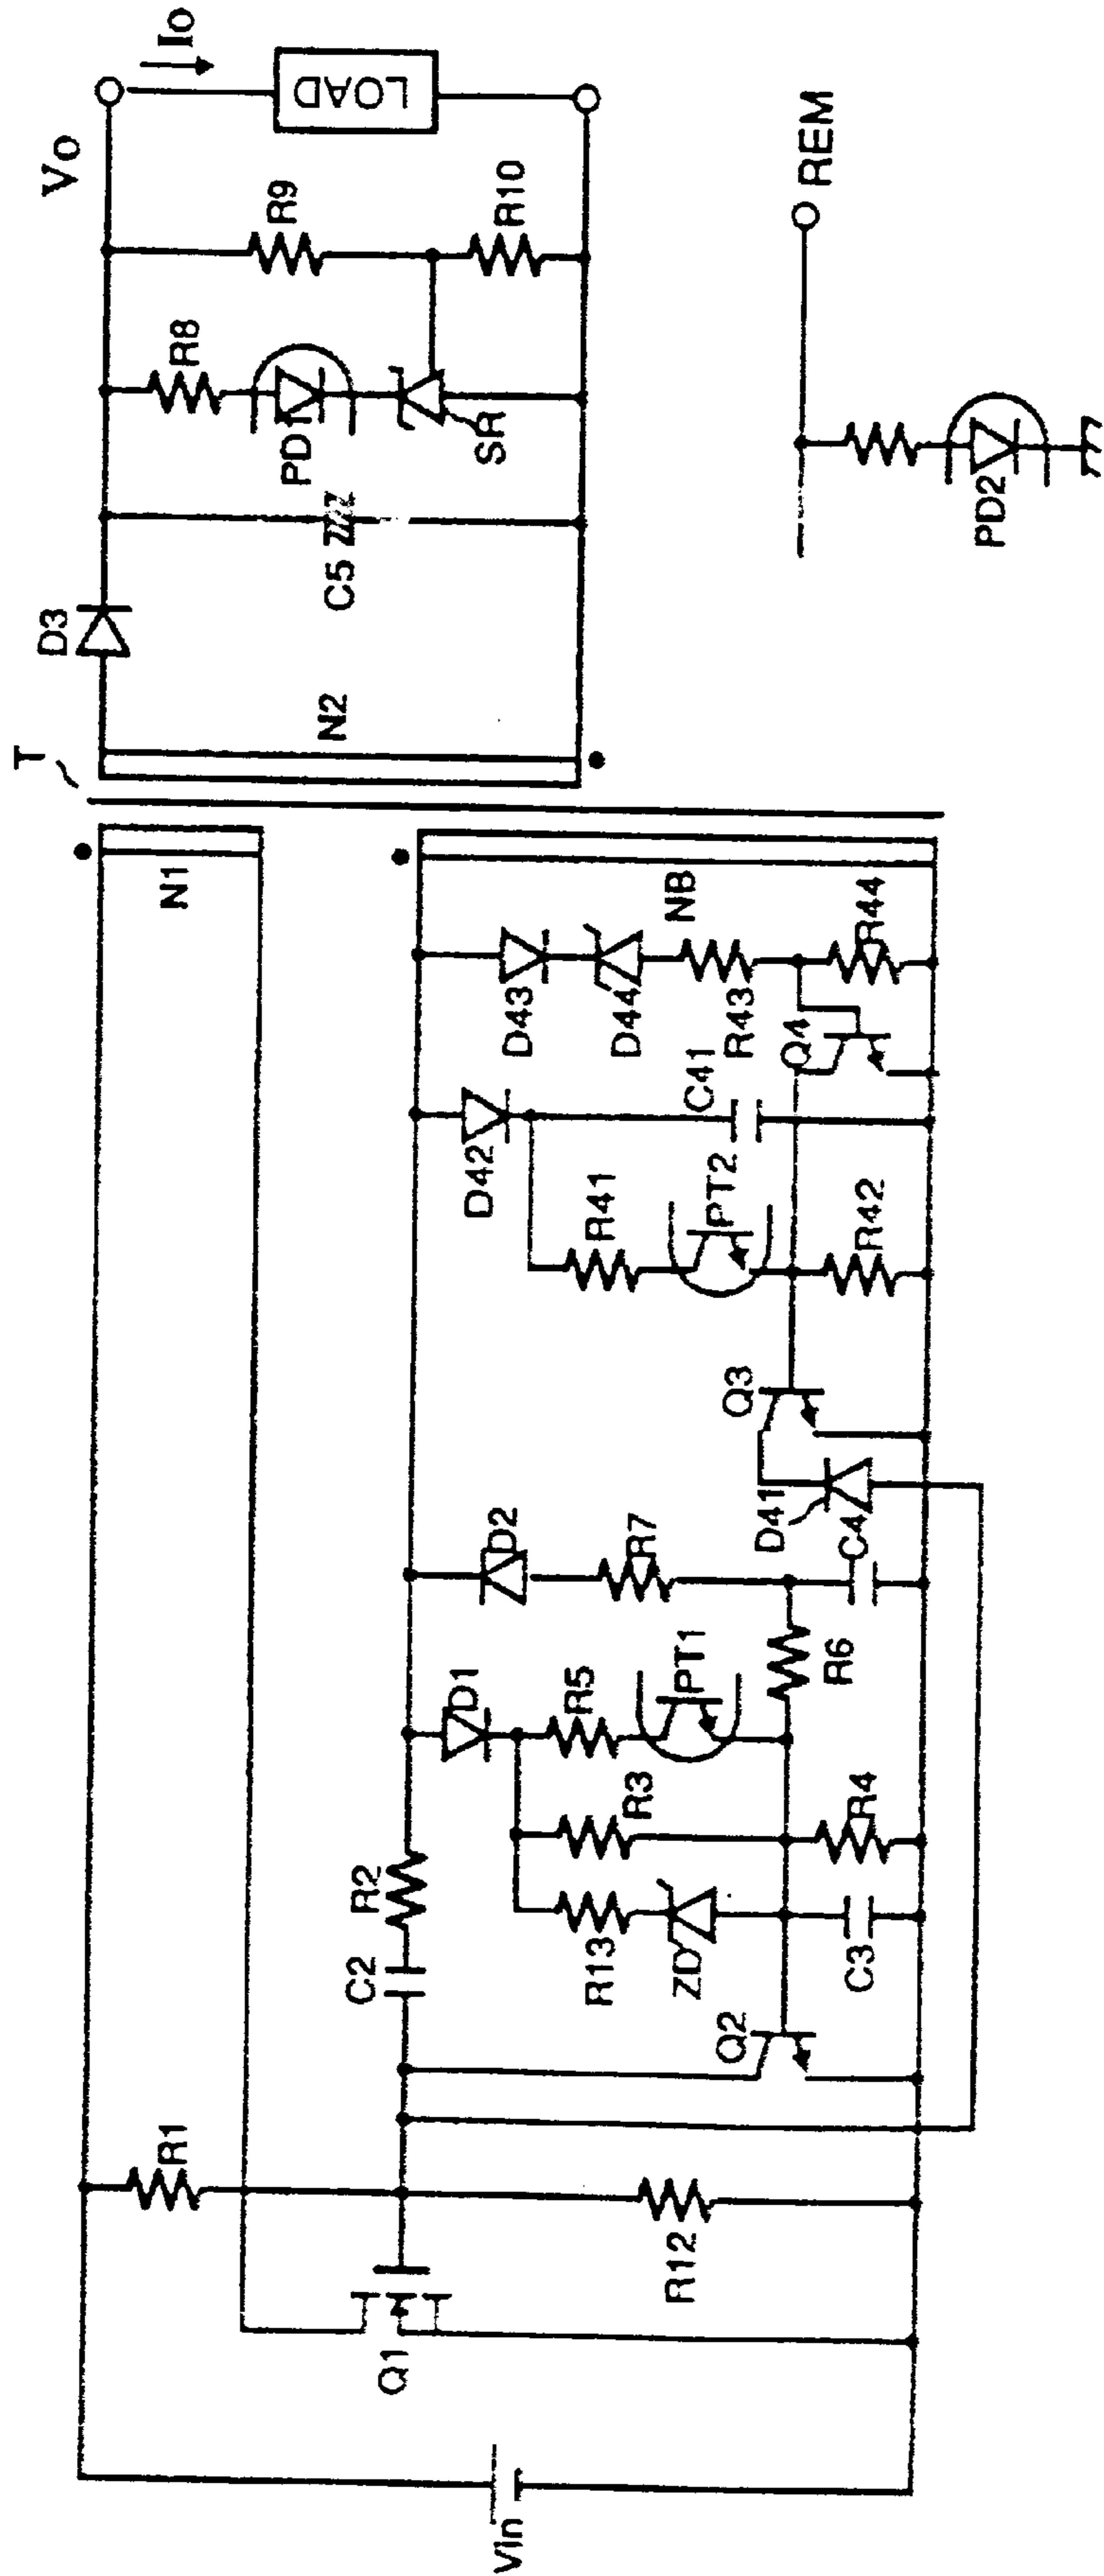 T
D3
Vo
Io
R8
R9
PD1
C5
SR
R10
LOAD
N2
N1
REM
PD2
R1
C2
R2
D1
D2
D42
D43
D44
NB
R13
R3
R5
R7
R41
C41
R43
R44
PT1
PT2
Q4
Q1
Q2
ZD
R6
Q3
R12
C3
R4
C4
D41
R42
Vin